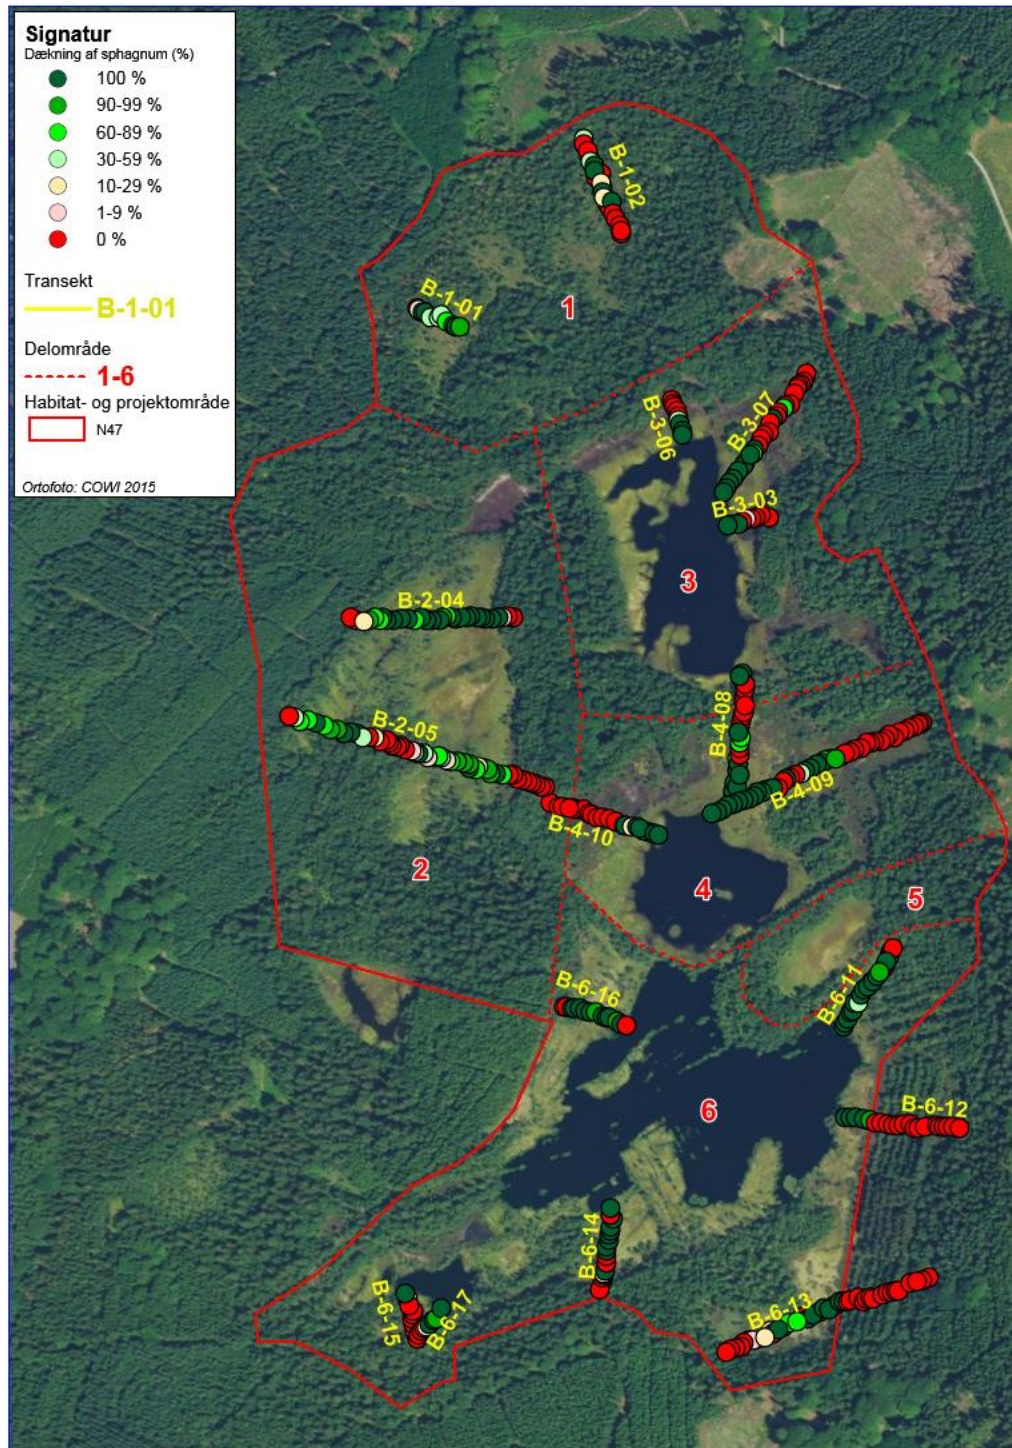 Signatur
Dækning af sphagnum (%)
100 %
90-99 %
60-89 %
30-59 %
10-29 %
1-9 %
0 %
Transekt
B-1-01
Delområde
1-6
Habitat- og projektområde
N47
Ortofoto: COWI 2015
B-1-02
B-1-01
1
B-3-06
B-3-07
B-3-03
3
B-2-04
B-2-05
B-4-08
B-4-09
B-4-10
2
4
5
B-6-11
B-6-16
6
B-6-12
B-6-14
B-6-15
B-6-17
B-6-13